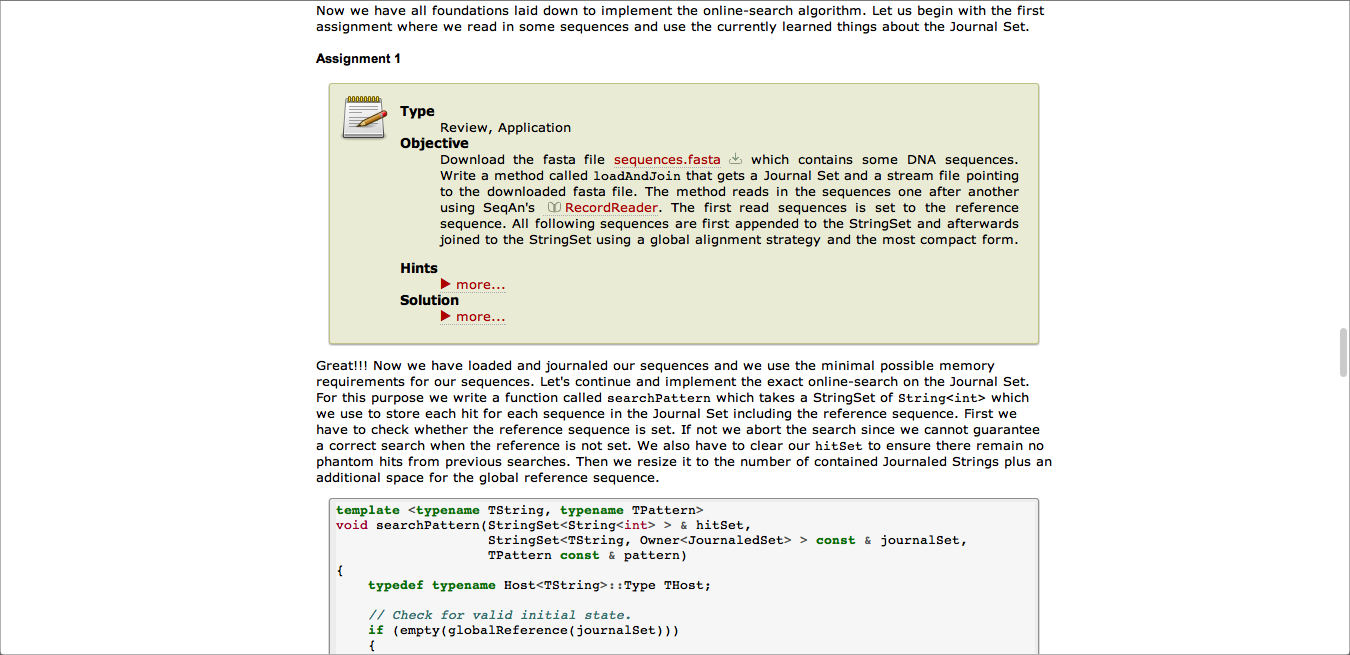 Now we have all foundations laid down to implement the online-search algorithm. Let us begin with the first
assignment where we read in some sequences and use the currently learned things about the Journal Set.
Assignment 1
Type
Review, Application
Objective
Download the fasta file sequences.fasta which contains some DNA sequences.
Write a method called loadAndJoin that gets a Journal Set and a stream file pointing
to the downloaded fasta file. The method reads in the sequences one after another
using SeqAn's RecordReader. The first read sequences is set to the reference
sequence. All following sequences are first appended to the StringSet and afterwards
joined to the StringSet using a global alignment strategy and the most compact form.
Hints
more...
Solution
more...
Great!!! Now we have loaded and journaled our sequences and we use the minimal possible memory
requirements for our sequences. Let's continue and implement the exact online-search on the Journal Set.
For this purpose we write a function called searchPattern which takes a StringSet of String<int> which
we use to store each hit for each sequence in the Journal Set including the reference sequence. First we
have to check whether the reference sequence is set. If not we abort the search since we cannot guarantee
a correct search when the reference is not set. We also have to clear our hitSet to ensure there remain no
phantom hits from previous searches. Then we resize it to the number of contained Journaled Strings plus an
additional space for the global reference sequence.
template <typename TString, typename TPattern>
void searchPattern(StringSet<String<int> > & hitSet,
                   StringSet<TString, Owner<JournaledSet> > const & journalSet,
                   TPattern const & pattern)
{
    typedef typename Host<TString>::Type THost;
    // Check for valid initial state.
    if (empty(globalReference(journalSet)))
    {